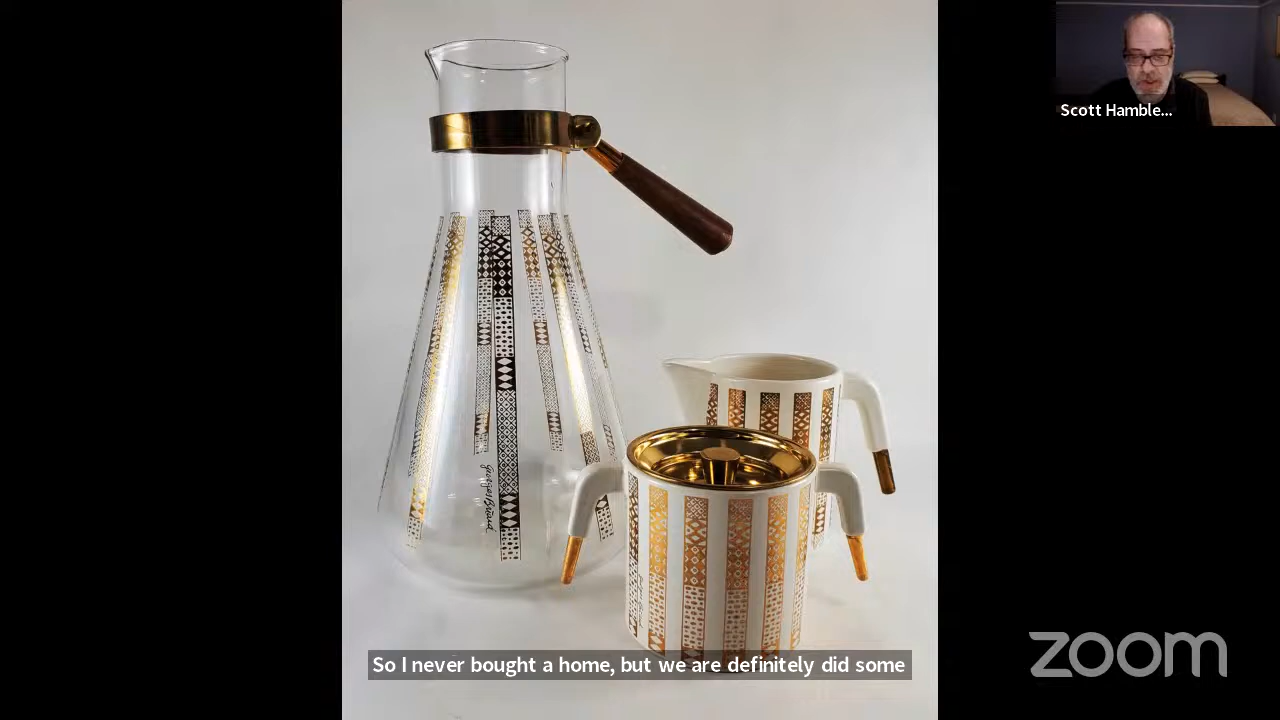 Scott Hamble...
So I never bought a home, but we are definitely did some
zoom